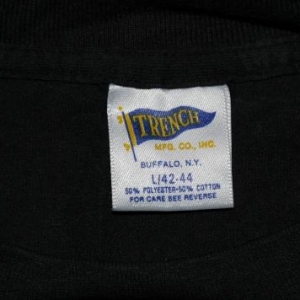 TRENCH
MFG. CO., INC.
BUFFALO, N.Y.
L/42-44
50% POLYESTER-50% COTTON
FOR CARE SEE REVERSE